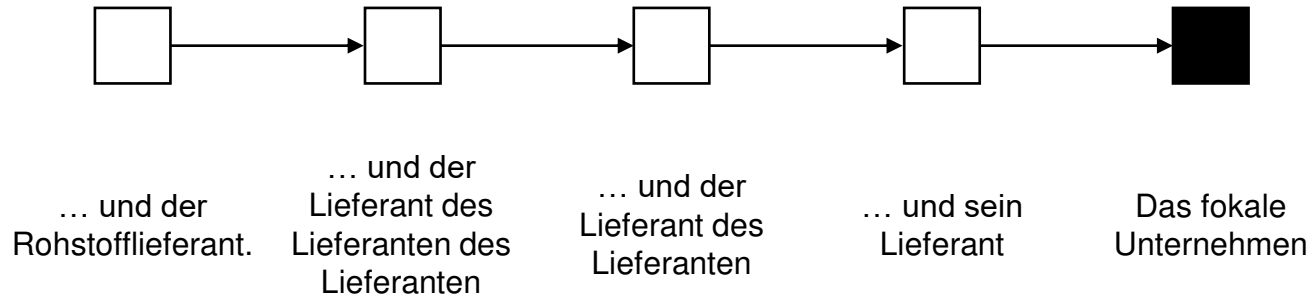 … und der
Rohstofflieferant.
… und der
Lieferant des
Lieferanten des
Lieferanten
… und der
Lieferant des
Lieferanten
… und sein
Lieferant
Das fokale
Unternehmen